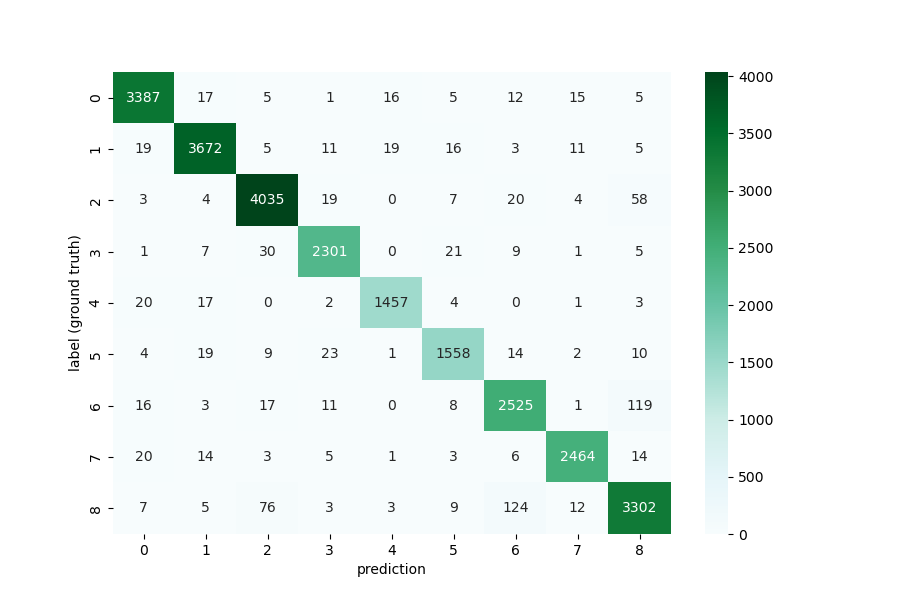 0 3387 17 5 1 16 5 12 15 5
1 19 3672 5 11 19 16 3 11 5
2 3 4 4035 19 0 7 20 4 58
3 1 7 30 2301 0 21 9 1 5
4 20 17 0 2 1457 4 0 1 3
5 4 19 9 23 1 1558 14 2 10
6 16 3 17 11 0 8 2525 1 119
7 20 14 3 5 1 3 6 2464 14
8 7 5 76 3 3 9 124 12 3302
0 1 2 3 4 5 6 7 8
prediction
label (ground truth)
4000
3500
3000
2500
2000
1500
1000
500
0